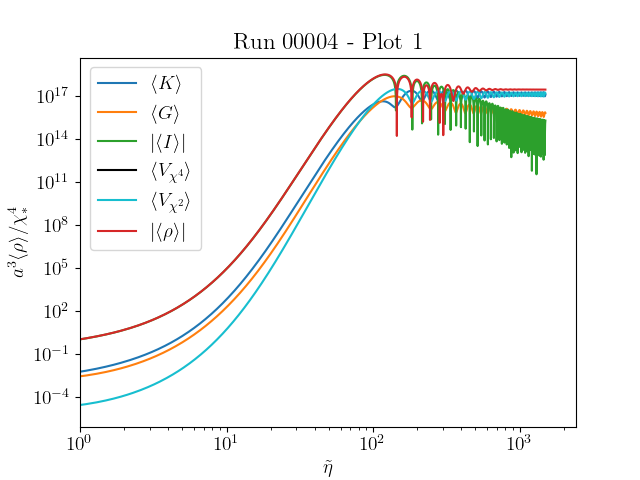 Run 00004 - Plot 1
⟨K⟩
⟨G⟩
|⟨I⟩|
⟨V_{χ^4}⟩
⟨V_{χ^2}⟩
|⟨ρ⟩|
a^3⟨ρ⟩/χ_*^4
10^{17}
10^{14}
10^{11}
10^8
10^5
10^2
10^{-1}
10^{-4}
10^0 10^1 10^2 10^3
η̃